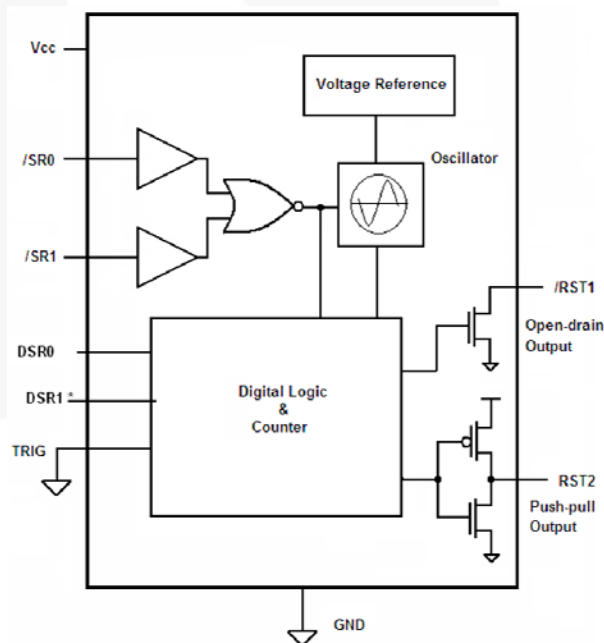 Vcc
Voltage Reference
/SR0
Oscillator
/SR1
/RST1
Open-drain
Output
DSR0
Digital Logic
&
Counter
DSR1 *
TRIG
RST2
Push-pull
Output
GND